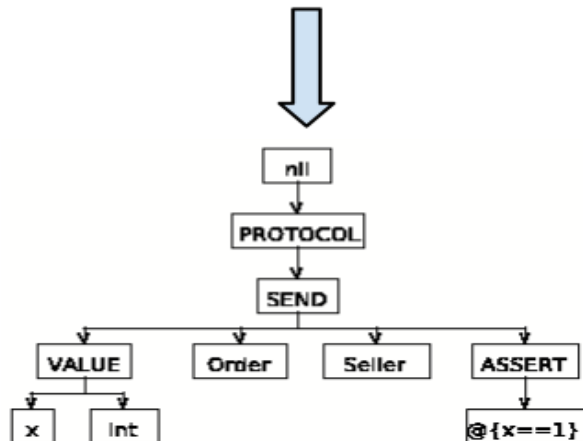 nil
PROTOCOL
SEND
VALUE Order Seller ASSERT
x Int @{x==1}